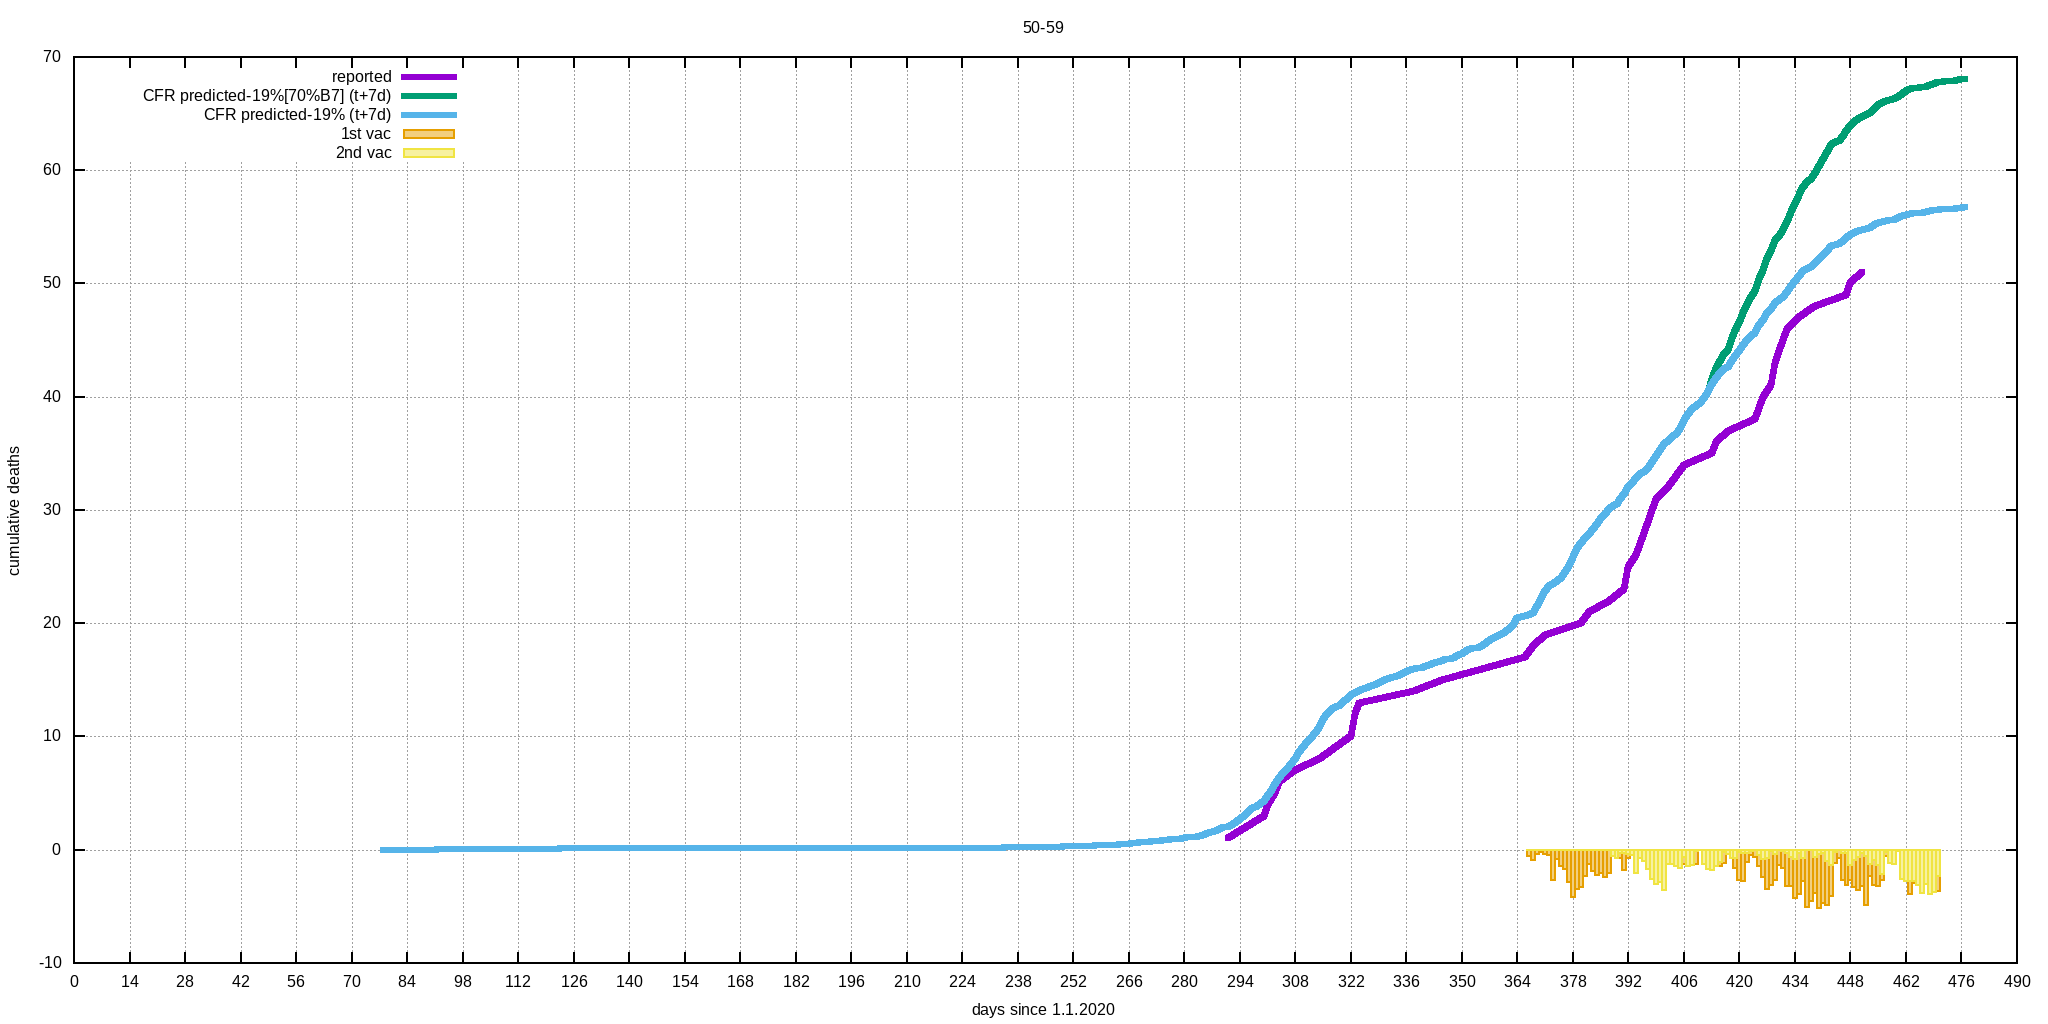 50-59
70
reported
CFR predicted-19%[70%B7] (t+7d)
CFR predicted-19% (t+7d)
1st vac
2nd vac
60
50
40
30
20
10
0
-10
cumulative deaths
0 14 28 42 56 70 84 98 112 126 140 154 168 182 196 210 224 238 252 266 280 294 308 322 336 350 364 378 392 406 420 434 448 462 476 490
days since 1.1.2020